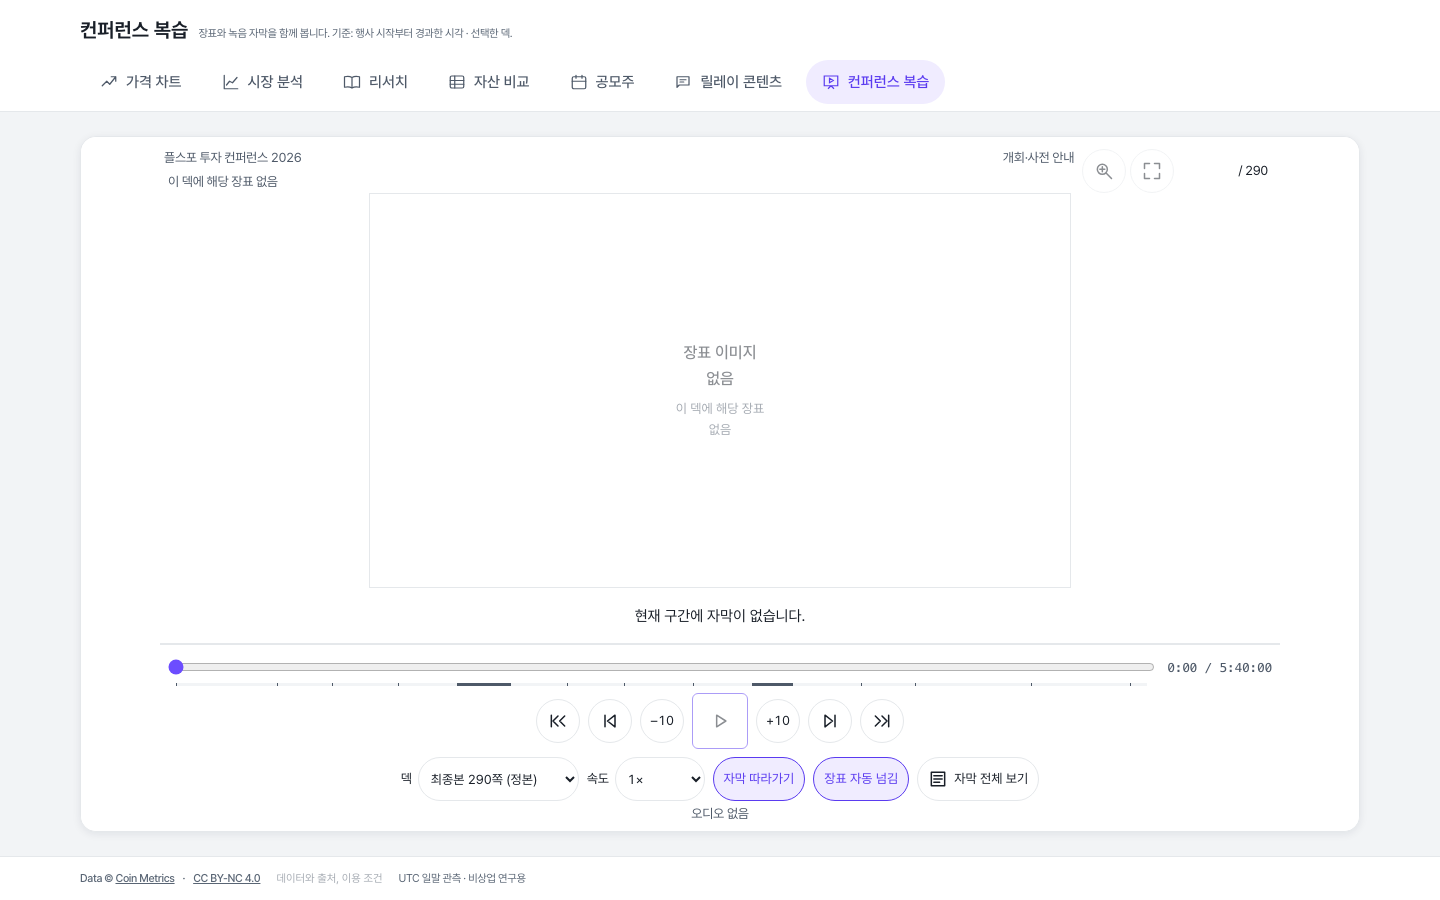 컨퍼런스 복습
장표와 녹음 자막을 함께 봅니다. 기준: 행사 시작부터 경과한 시각 · 선택한 덱.
가격 차트
시장 분석
리서치
자산 비교
공모주
릴레이 콘텐츠
컨퍼런스 복습
플스포 투자 컨퍼런스 2026
개회·사전 안내
이 덱에 해당 장표 없음
/ 290
장표 이미지
없음
이 덱에 해당 장표
없음
현재 구간에 자막이 없습니다.
0:00 / 5:40:00
−10
+10
덱
최종본 290쪽 (정본)
속도
1×
자막 따라가기
장표 자동 넘김
자막 전체 보기
오디오 없음
Data © Coin Metrics · CC BY-NC 4.0 데이터와 출처, 이용 조건 UTC 일말 관측 · 비상업 연구용